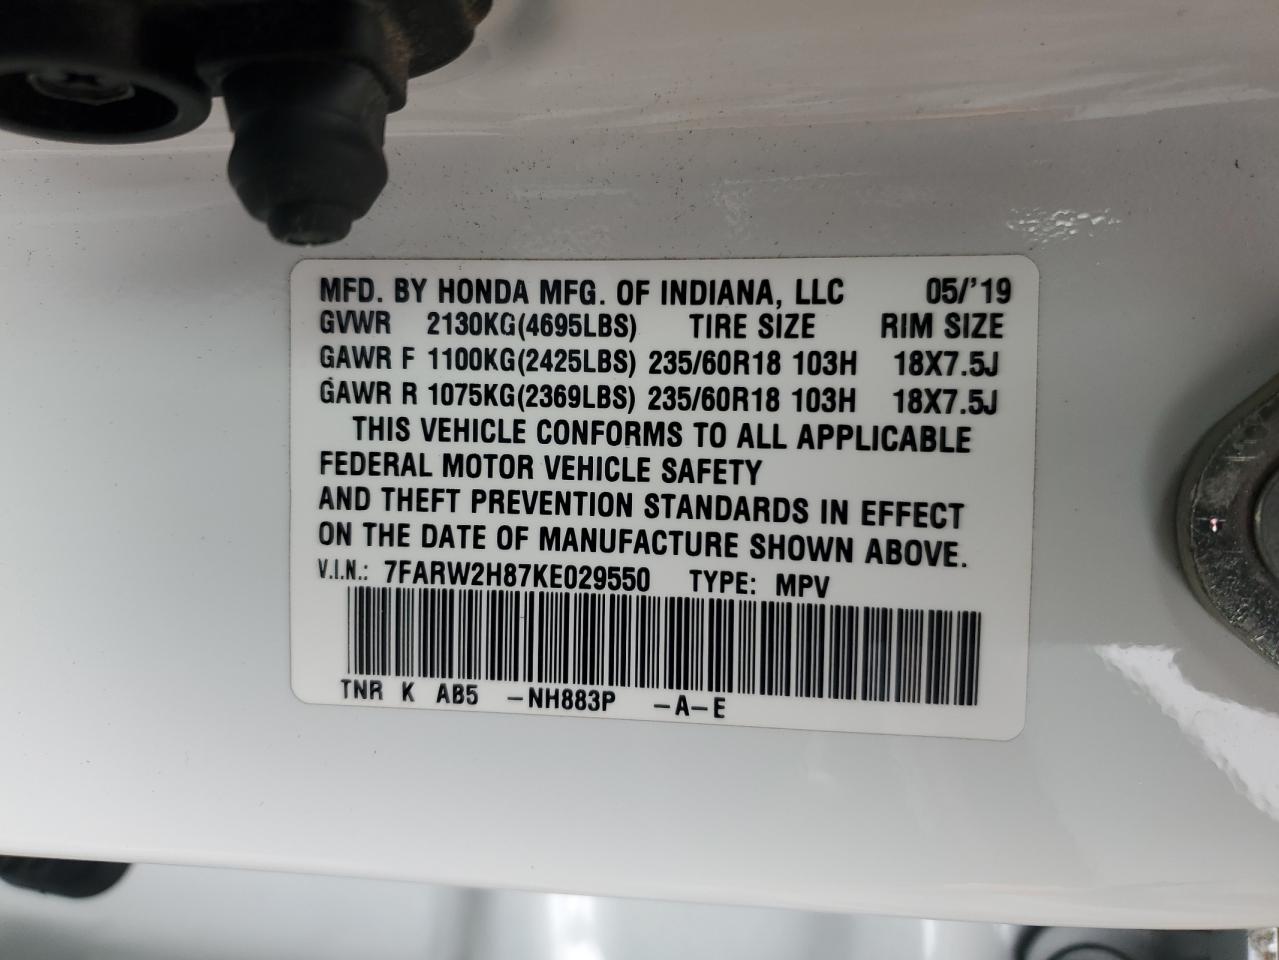 MFD. BY HONDA MFG. OF INDIANA, LLC 05/'19
GVWR 2130KG(4695LBS) TIRE SIZE RIM SIZE
GAWR F 1100KG(2425LBS) 235/60R18 103H 18X7.5J
GAWR R 1075KG(2369LBS) 235/60R18 103H 18X7.5J
THIS VEHICLE CONFORMS TO ALL APPLICABLE
FEDERAL MOTOR VEHICLE SAFETY
AND THEFT PREVENTION STANDARDS IN EFFECT
ON THE DATE OF MANUFACTURE SHOWN ABOVE.
V.I.N.: 7FARW2H87KE029550 TYPE: MPV
TNR K AB5 -NH883P -A-E